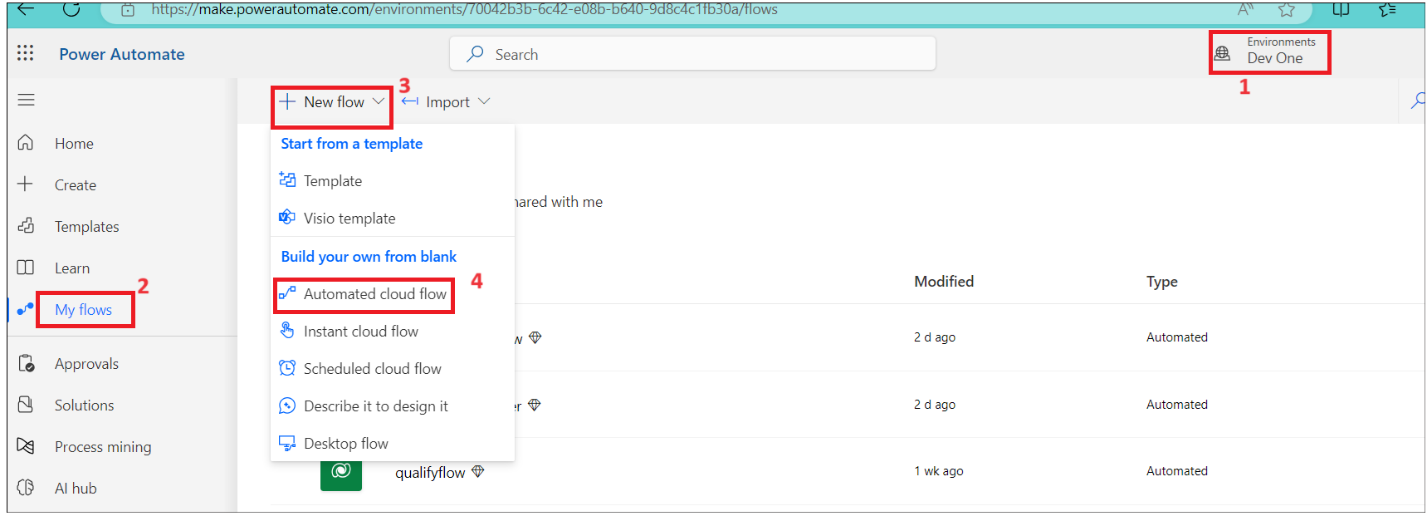 https://make.powerautomate.com/environments/70042b3b-6c42-e08b-b640-9d8c4c1fb30a/flows
Power Automate
Search
Environments
Dev One
1
3
New flow
Import
Home
Create
Templates
Learn
2
My flows
Approvals
Solutions
Process mining
AI hub
Start from a template
Template
Visio template
Build your own from blank
Automated cloud flow
4
Instant cloud flow
Scheduled cloud flow
Describe it to design it
Desktop flow
with me
Modified
Type
2 d ago
Automated
2 d ago
Automated
qualifyflow
1 wk ago
Automated